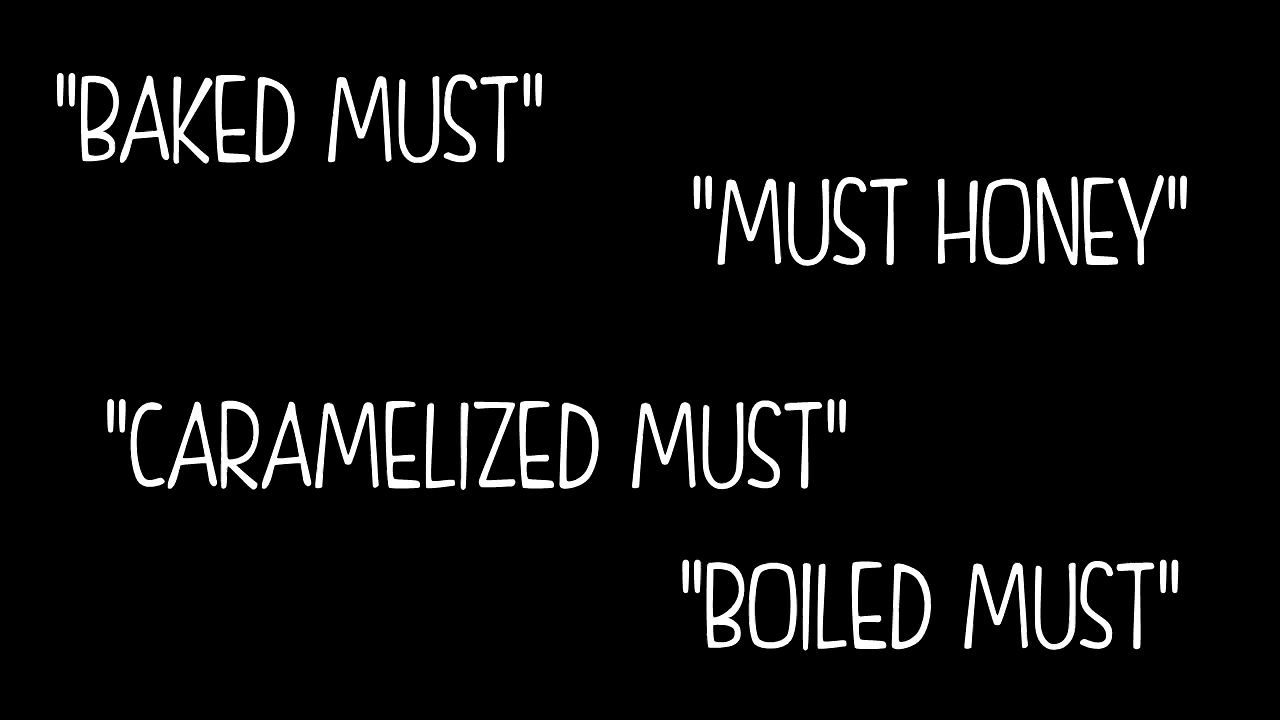 "BAKED MUST"
"MUST HONEY"
"CARAMELIZED MUST"
"BOILED MUST"